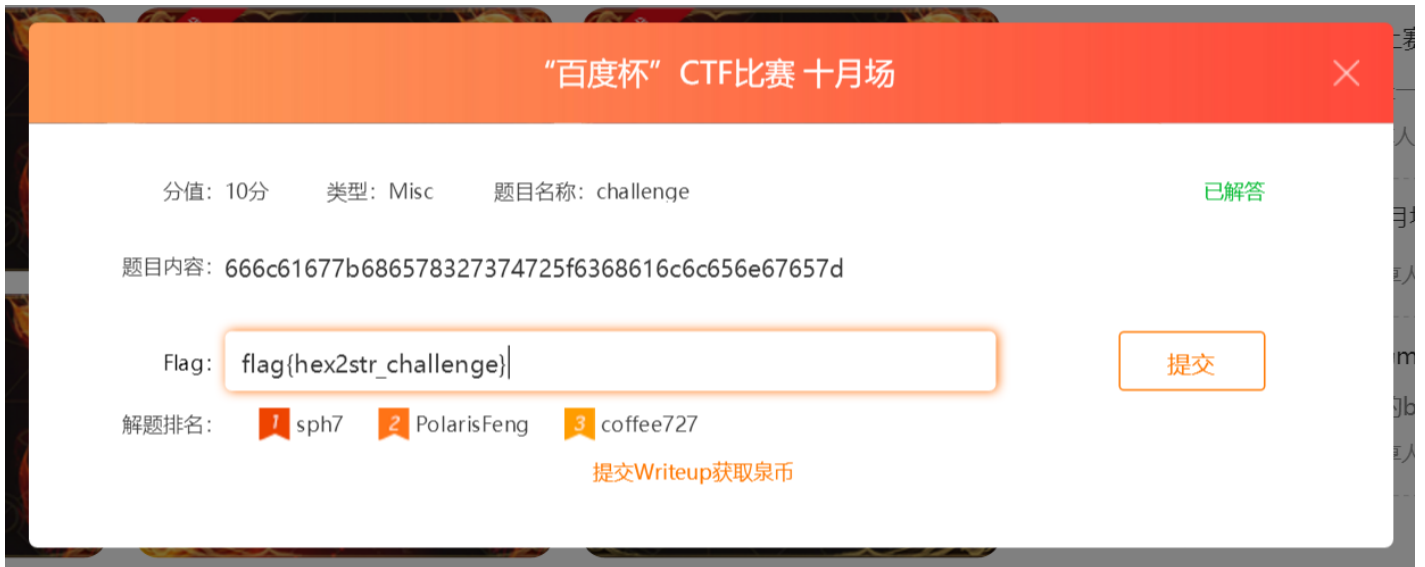 “百度杯”CTF比赛 十月场
分值：10分 类型：Misc 题目名称：challenge 已解答
题目内容：666c61677b686578327374725f6368616c6c656e67657d
Flag： flag{hex2str_challenge} 提交
解题排名： 1 sph7 2 PolarisFeng 3 coffee727
提交Writeup获取泉币